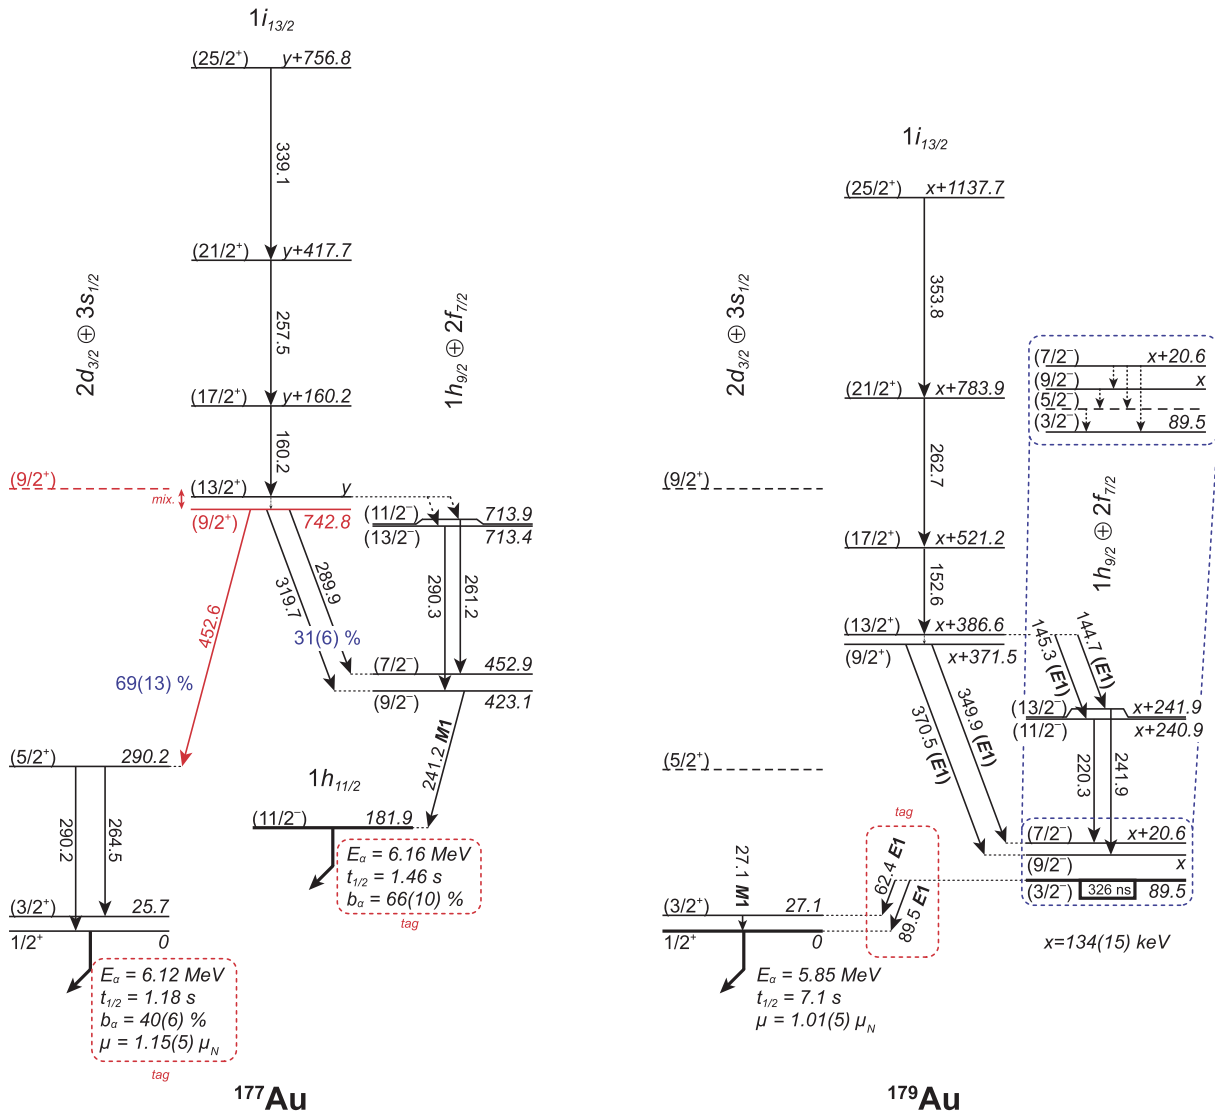 1i₁₃/₂
(25/2⁺) y+756.8
339.1
(21/2⁺) y+417.7
257.5
(17/2⁺) y+160.2
160.2
2d₃/₂ ⊕ 3s₁/₂
1h₉/₂ ⊕ 2f₇/₂
(9/2⁺)
mix.
(13/2⁺) y
(9/2⁺) 742.8
(11/2⁻) 713.9
(13/2⁻) 713.4
452.6
319.7
289.9
290.3
261.2
31(6) %
69(13) %
(7/2⁻) 452.9
(9/2⁻) 423.1
241.2 M1
(5/2⁺) 290.2
290.2
264.5
1h₁₁/₂
(11/2⁻) 181.9
Eα = 6.16 MeV
t₁/₂ = 1.46 s
bα = 66(10) %
tag
(3/2⁺) 25.7
1/2⁺ 0
Eα = 6.12 MeV
t₁/₂ = 1.18 s
bα = 40(6) %
μ = 1.15(5) μN
tag
¹⁷⁷Au
1i₁₃/₂
(25/2⁺) x+1137.7
353.8
(21/2⁺) x+783.9
262.7
(17/2⁺) x+521.2
152.6
(13/2⁺) x+386.6
(9/2⁺) x+371.5
2d₃/₂ ⊕ 3s₁/₂
(9/2⁺)
(5/2⁺)
(7/2⁻) x+20.6
(9/2⁻) x
(5/2⁻)
(3/2⁻) 89.5
1h₉/₂ ⊕ 2f₇/₂
145.3 (E1)
144.7 (E1)
370.5 (E1)
349.9 (E1)
(13/2⁻) x+241.9
(11/2⁻) x+240.9
220.3
241.9
(7/2⁻) x+20.6
(9/2⁻) x
(3/2⁻) 326 ns 89.5
x=134(15) keV
tag
62.4 E1
89.5 E1
27.1 M1
(3/2⁺) 27.1
1/2⁺ 0
Eα = 5.85 MeV
t₁/₂ = 7.1 s
μ = 1.01(5) μN
¹⁷⁹Au